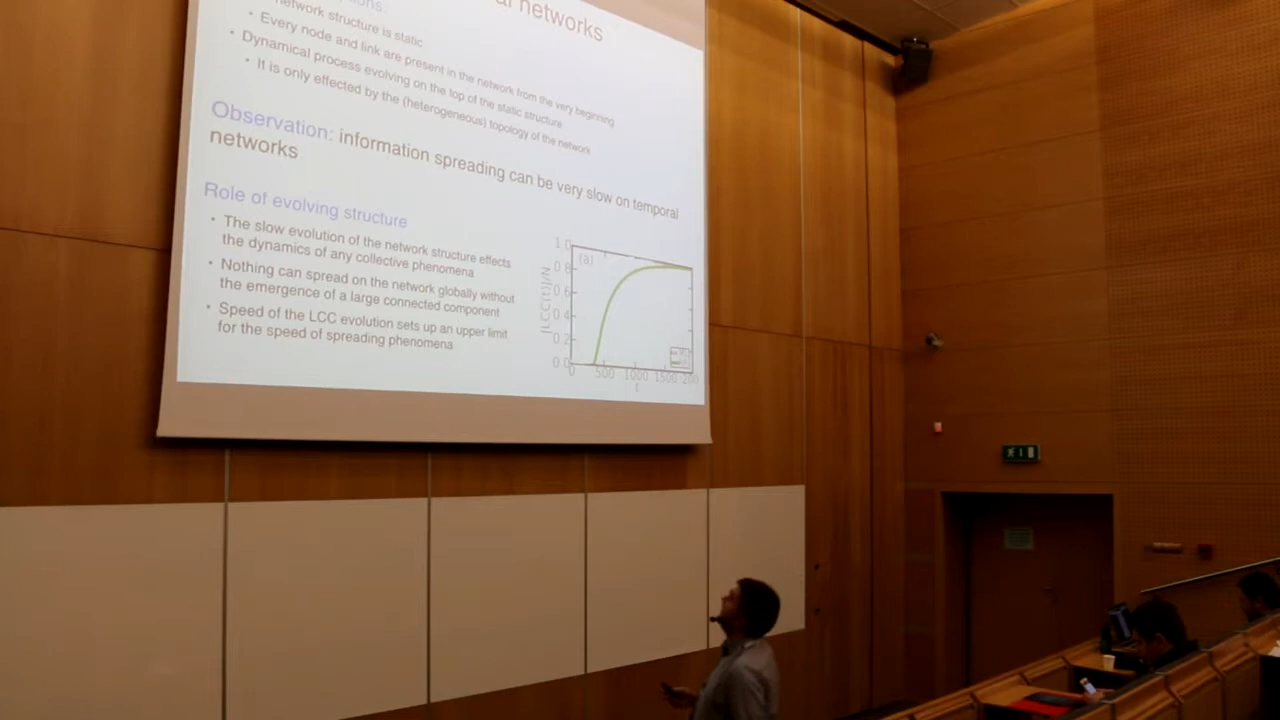 networks
network structure is static
• Every node and link are present in the network from the very beginning
• Dynamical process evolving on the top of the static structure
• It is only effected by the (heterogeneous) topology of the network
Observation: information spreading can be very slow on temporal
networks
Role of evolving structure
• The slow evolution of the network structure effects
the dynamics of any collective phenomena
• Nothing can spread on the network globally without
the emergence of a large connected component
• Speed of the LCC evolution sets up an upper limit
for the speed of spreading phenomena
(a)
|LCC(t)|/N
1 0
0 8
0 6
0 4
0 2
0 0
0 500 1000 1500 200
t